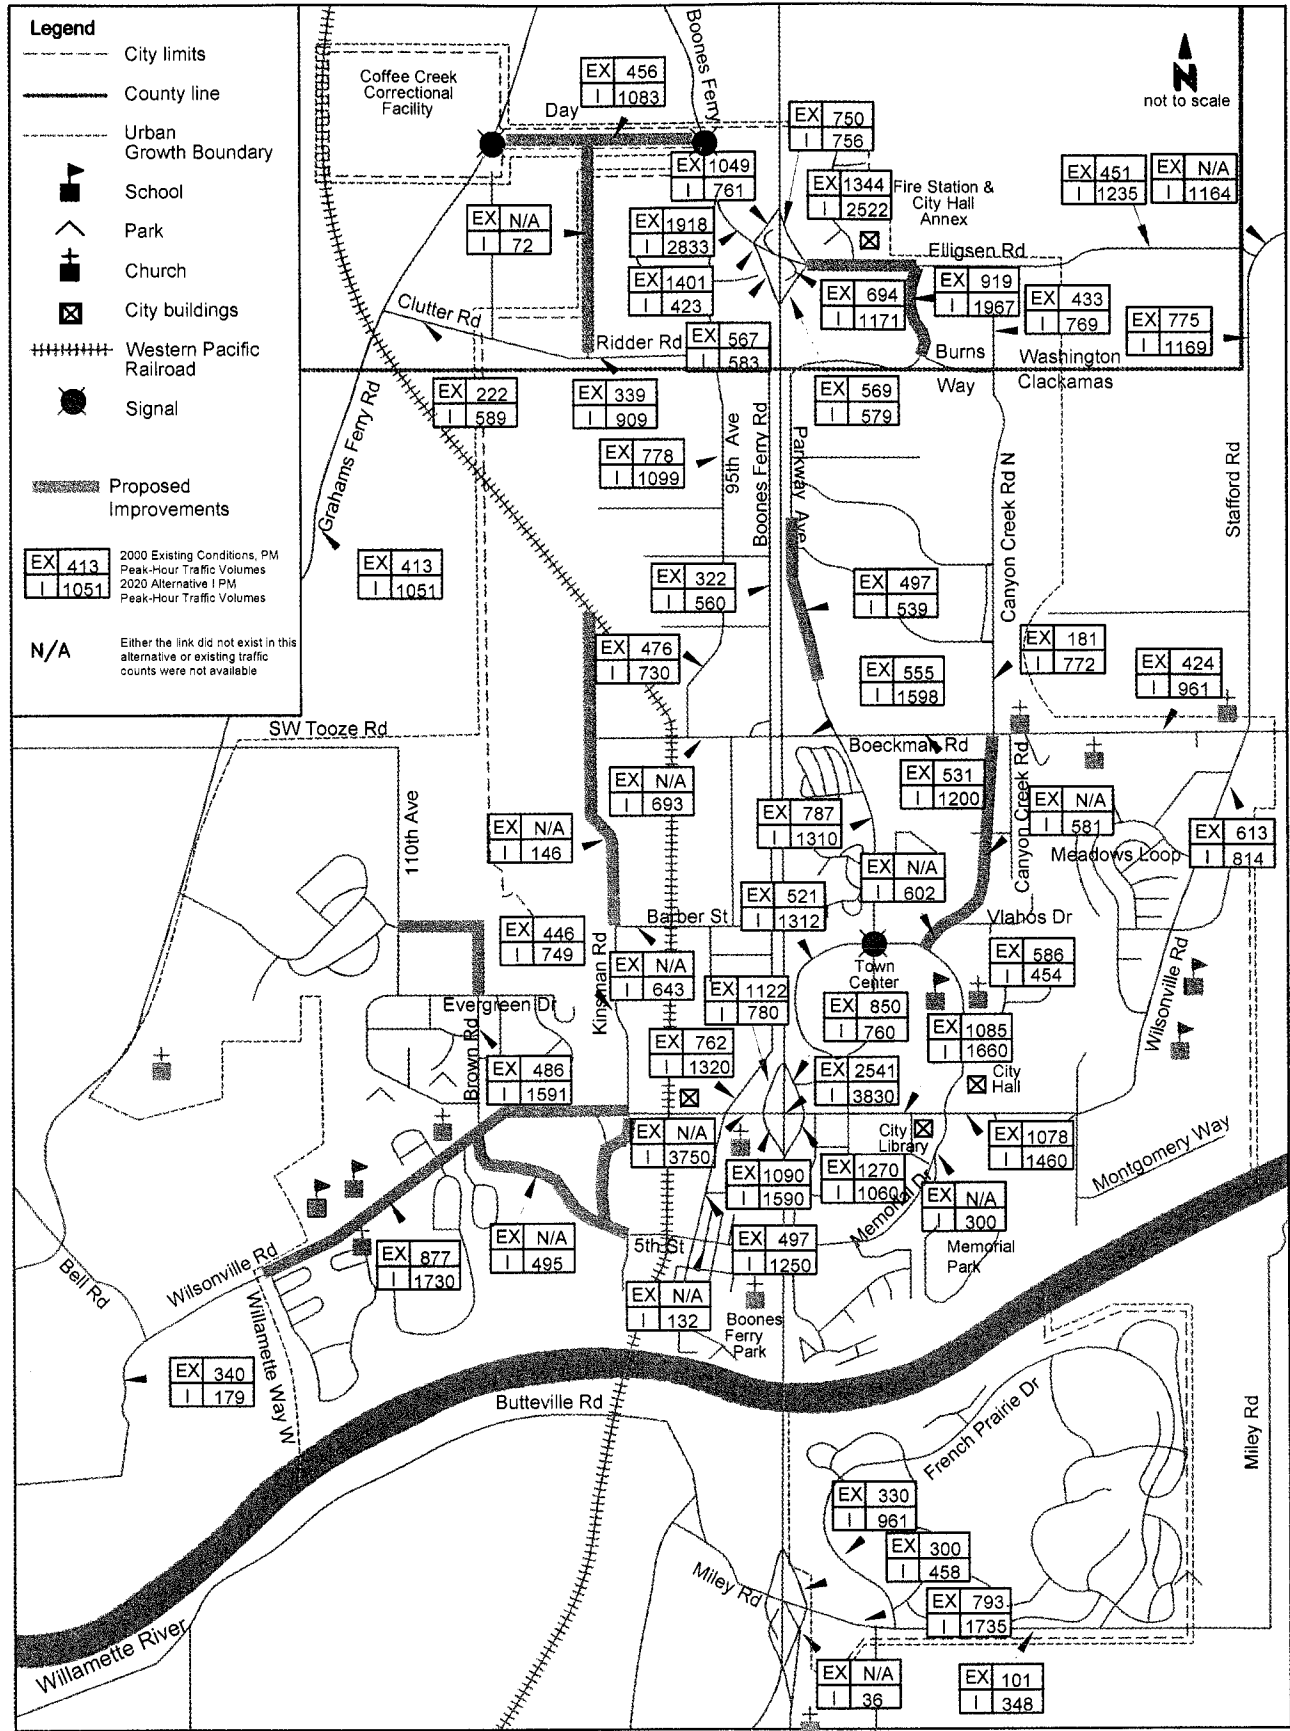 Legend
City limits
County line
Urban
Growth Boundary
School
Park
Church
City buildings
Western Pacific
Railroad
Signal
Proposed
Improvements
EX 413
I 1051
2000 Existing Conditions, PM
Peak-Hour Traffic Volumes
2020 Alternative I PM
Peak-Hour Traffic Volumes
N/A
Either the link did not exist in this
alternative or existing traffic
counts were not available
N
not to scale
Coffee Creek
Correctional
Facility
Day
Boones Ferry
EX 456
I 1083
EX 750
I 756
EX 1049
I 761
EX 1344
I 2522
Fire Station &
City Hall
Annex
EX 451
I 1235
EX N/A
I 1164
EX N/A
I 72
EX 1918
I 2833
EX 1401
I 423
Elligsen Rd
EX 694
I 1171
EX 919
I 1967
EX 433
I 769
EX 775
I 1169
Clutter Rd
Ridder Rd
EX 567
I 583
Burns
Way
Washington
Clackamas
EX 222
I 589
EX 339
I 909
EX 569
I 579
Grahams Ferry Rd
EX 778
I 1099
95th Ave
Boones Ferry Rd
Parkway Ave
Canyon Creek Rd N
Stafford Rd
EX 413
I 1051
EX 322
I 560
EX 497
I 539
EX 476
I 730
EX 555
I 1598
EX 181
I 772
EX 424
I 961
SW Tooze Rd
Boeckman Rd
110th Ave
EX N/A
I 693
EX 531
I 1200
Canyon Creek Rd
EX N/A
I 581
EX N/A
I 146
EX 787
I 1310
Meadows Loop
EX 613
I 814
EX N/A
I 602
EX 521
I 1312
Barber St
Vlahos Dr
EX 446
I 749
EX N/A
I 643
Kinsman Rd
Town
Center
EX 586
I 454
Wilsonville Rd
Evergreen Dr
EX 1122
I 780
EX 850
I 760
EX 1085
I 1660
Brown Rd
EX 486
I 1591
EX 762
I 1320
EX 2541
I 3830
City
Hall
EX N/A
I 3750
City
Library
EX 1078
I 1460
Montgomery Way
EX 1090
I 1590
EX 1270
I 1060
Memorial Dr
EX N/A
I 300
Memorial
Park
Bell Rd
Wilsonville Rd
EX 877
I 1730
EX N/A
I 495
5th St
EX 497
I 1250
Willamette Way W
EX N/A
I 132
Boones
Ferry
Park
EX 340
I 179
Butteville Rd
French Prairie Dr
Miley Rd
EX 330
I 961
EX 300
I 458
Miley Rd
EX 793
I 1735
Willamette River
EX N/A
I 36
EX 101
I 348